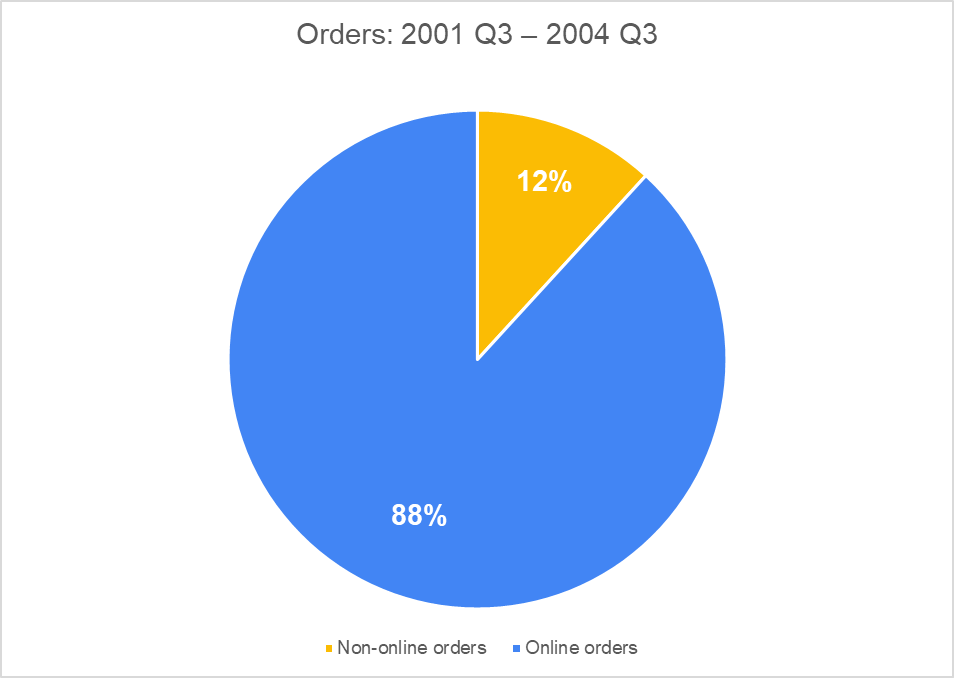 Orders: 2001 Q3 – 2004 Q3
12%
88%
Non-online orders
Online orders